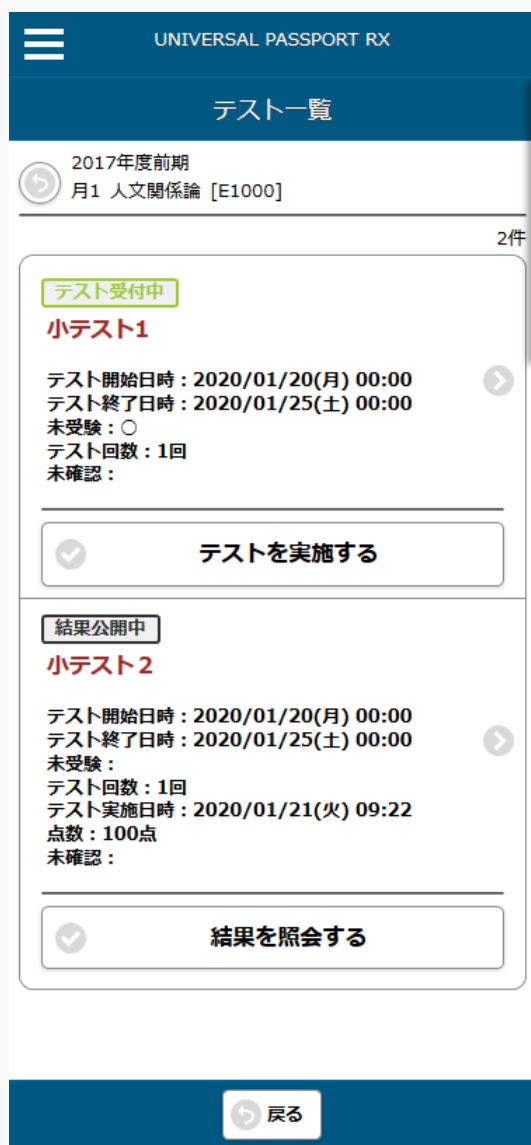 UNIVERSAL PASSPORT RX
テスト一覧
2017年度前期
月1 人文関係論 [E1000]
2件
テスト受付中
小テスト1
テスト開始日時：2020/01/20(月) 00:00
テスト終了日時：2020/01/25(土) 00:00
未受験：○
テスト回数：1回
未確認：
テストを実施する
結果公開中
小テスト２
テスト開始日時：2020/01/20(月) 00:00
テスト終了日時：2020/01/25(土) 00:00
未受験：
テスト回数：1回
テスト実施日時：2020/01/21(火) 09:22
点数：100点
未確認：
結果を照会する
戻る